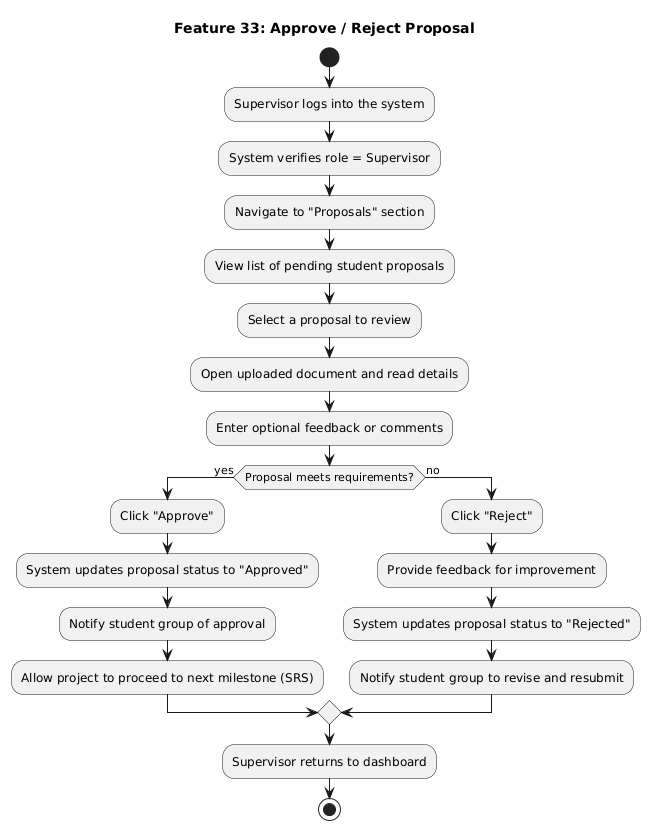 Feature 33: Approve / Reject Proposal
Supervisor logs into the system
System verifies role = Supervisor
Navigate to "Proposals" section
View list of pending student proposals
Select a proposal to review
Open uploaded document and read details
Enter optional feedback or comments
Proposal meets requirements?
yes
no
Click "Approve"
System updates proposal status to "Approved"
Notify student group of approval
Allow project to proceed to next milestone (SRS)
Click "Reject"
Provide feedback for improvement
System updates proposal status to "Rejected"
Notify student group to revise and resubmit
Supervisor returns to dashboard